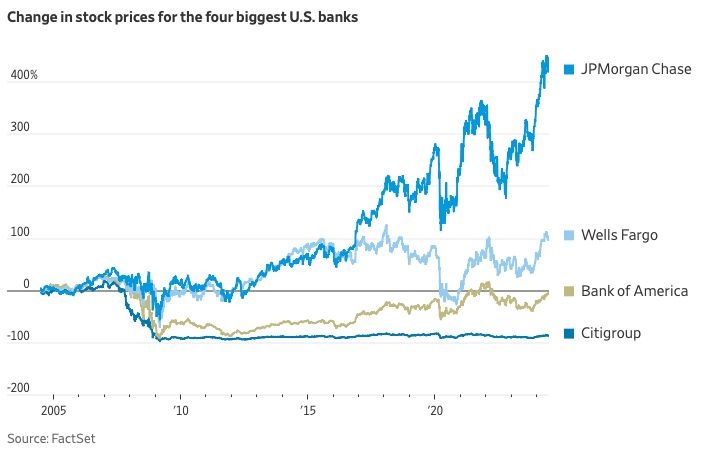 Change in stock prices for the four biggest U.S. banks
400%
300
200
100
0
-100
-200
JPMorgan Chase
Wells Fargo
Bank of America
Citigroup
2005
’10
’15
’20
Source: FactSet